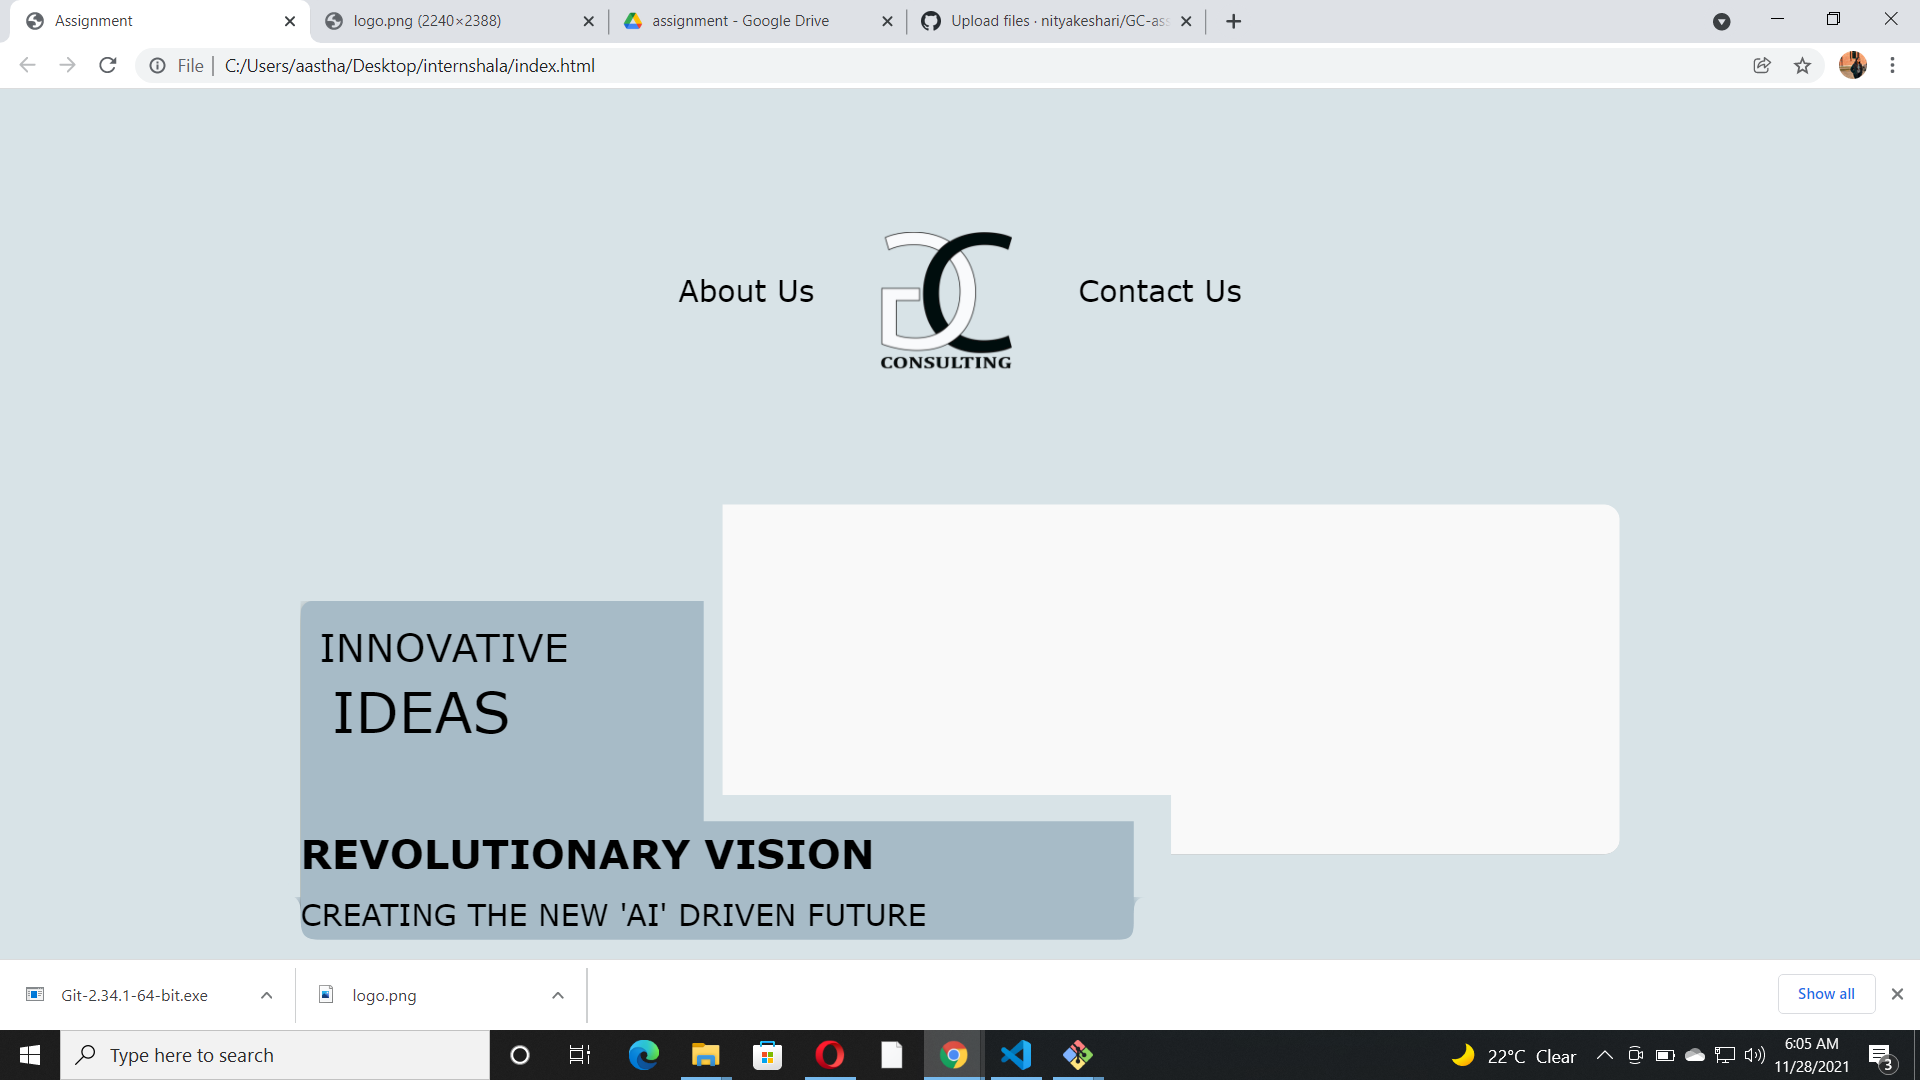 Assignment
logo.png (2240×2388)
assignment - Google Drive
Upload files · nityakeshari/GC-ass
File
C:/Users/aastha/Desktop/internshala/index.html
About Us
GC
CONSULTING
Contact Us
INNOVATIVE
IDEAS
REVOLUTIONARY VISION
CREATING THE NEW 'AI' DRIVEN FUTURE
Git-2.34.1-64-bit.exe
logo.png
Show all
Type here to search
22°C Clear
6:05 AM
11/28/2021
3